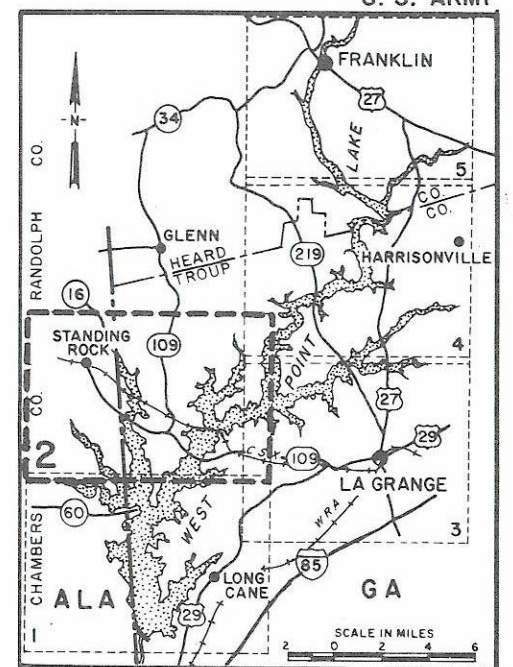 U. S. ARMY
FRANKLIN
27
34
N
LAKE
5
CO.
CO.
CO.
RANDOLPH
GLENN
HEARD
TROUP
219
HARRISONVILLE
16
STANDING
ROCK
109
4
POINT
CO.
27
29
2
CSX
109
LA GRANGE
60
WEST
W.R.A.
3
CHAMBERS
85
ALA
LONG
CANE
GA
29
1
SCALE IN MILES
2 0 2 4 6